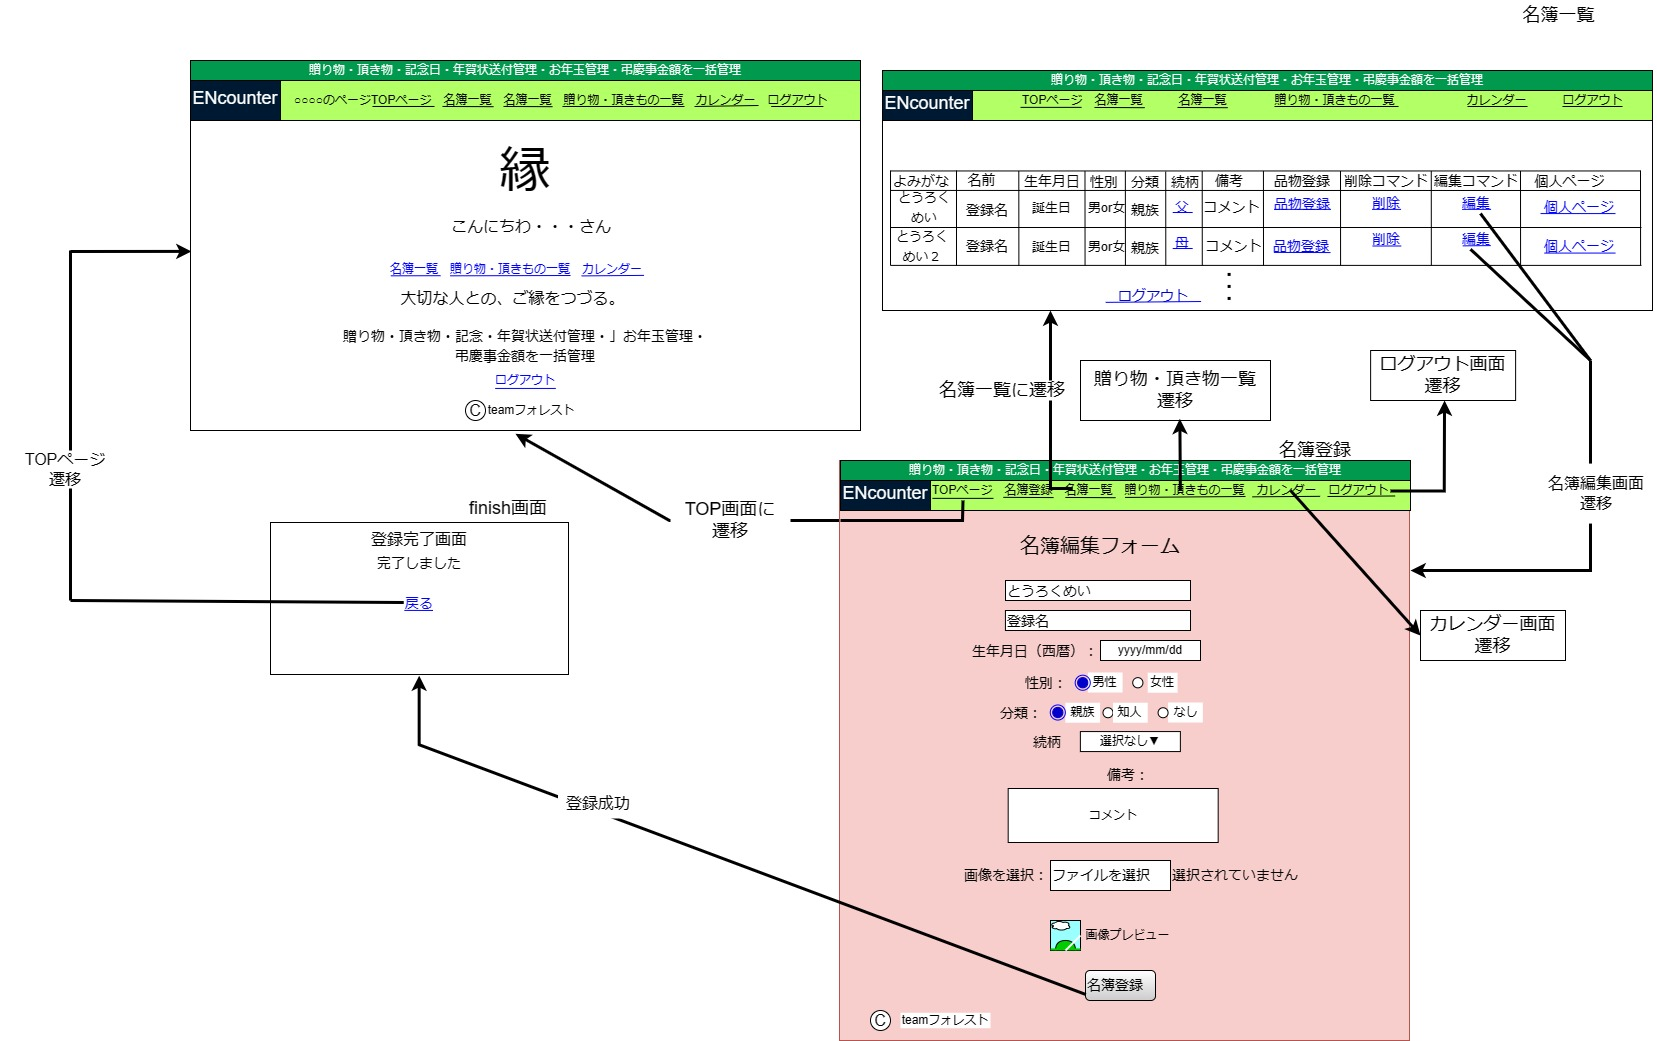 名簿一覧
贈り物・頂き物・記念日・年賀状送付管理・お年玉管理・弔慶事金額を一括管理
ENcounter ○○○○のページTOPページ 名簿一覧 名簿一覧 贈り物・頂きもの一覧 カレンダー ログアウト
縁
こんにちわ・・・さん
名簿一覧 贈り物・頂きもの一覧 カレンダー
大切な人との、ご縁をつづる。
贈り物・頂き物・記念・年賀状送付管理・」お年玉管理・
弔慶事金額を一括管理
ログアウト
Ⓒ teamフォレスト
贈り物・頂き物・記念日・年賀状送付管理・お年玉管理・弔慶事金額を一括管理
ENcounter TOPページ 名簿一覧 名簿一覧 贈り物・頂きもの一覧 カレンダー ログアウト
よみがな 名前 生年月日 性別 分類 続柄 備考 品物登録 削除コマンド 編集コマンド 個人ページ
とうろく
めい 登録名 誕生日 男or女 親族 父 コメント 品物登録 削除 編集 個人ページ
とうろく
めい2 登録名 誕生日 男or女 親族 母 コメント 品物登録 削除 編集 個人ページ
ログアウト
名簿一覧に遷移
贈り物・頂き物一覧
遷移
ログアウト画面
遷移
TOPページ
遷移
TOP画面に
遷移
名簿編集画面
遷移
カレンダー画面
遷移
finish画面
登録完了画面
完了しました
戻る
登録成功
名簿登録
贈り物・頂き物・記念日・年賀状送付管理・お年玉管理・弔慶事金額を一括管理
ENcounter TOPページ 名簿登録 名簿一覧 贈り物・頂きもの一覧 カレンダー ログアウト
名簿編集フォーム
とうろくめい
登録名
生年月日（西暦）： yyyy/mm/dd
性別： 男性 女性
分類： 親族 知人 なし
続柄 選択なし▼
備考：
コメント
画像を選択： ファイルを選択 選択されていません
画像プレビュー
名簿登録
Ⓒ teamフォレスト